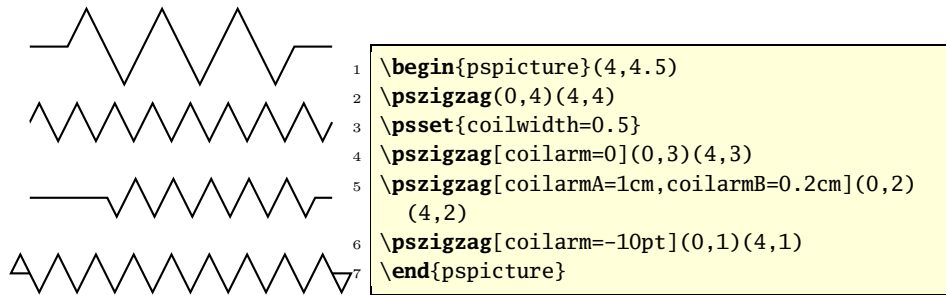 1 \begin{pspicture}(4,4.5)
2 \pszigzag(0,4)(4,4)
3 \psset{coilwidth=0.5}
4 \pszigzag[coilarm=0](0,3)(4,3)
5 \pszigzag[coilarmA=1cm,coilarmB=0.2cm](0,2)
(4,2)
6 \pszigzag[coilarm=-10pt](0,1)(4,1)
7 \end{pspicture}